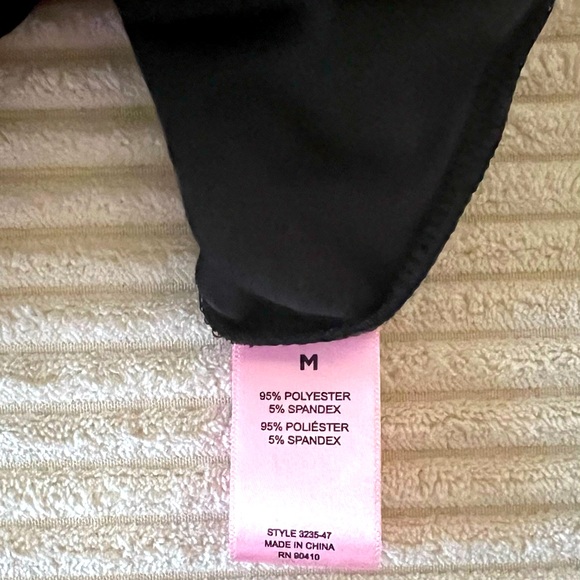 M
95% POLYESTER
5% SPANDEX
95% POLIÉSTER
5% SPANDEX
STYLE 3235-47
MADE IN CHINA
RN 90410